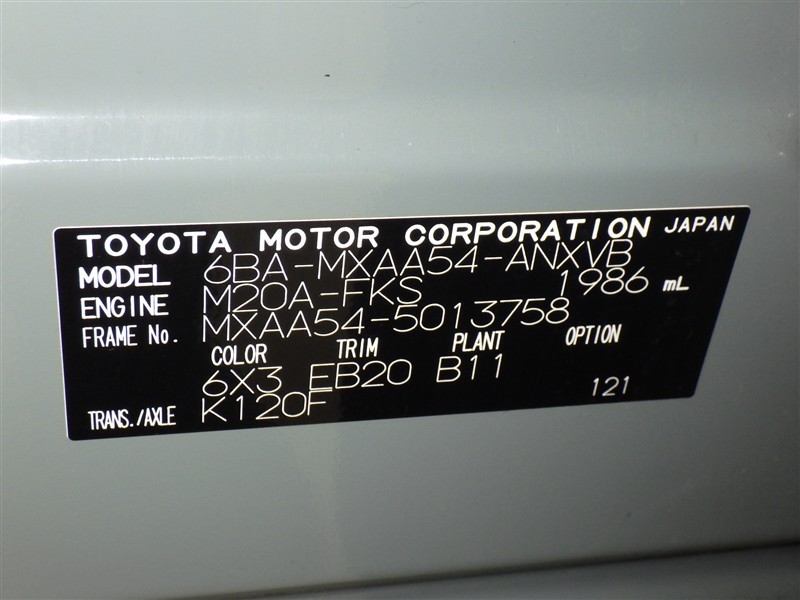 TOYOTA MOTOR CORPORATION JAPAN
MODEL 6BA-MXAA54-ANXVB
ENGINE M20A-FKS 1986 mL
FRAME No. MXAA54-5013758
COLOR TRIM PLANT OPTION
6X3 EB20 B11
TRANS./AXLE K120F 121